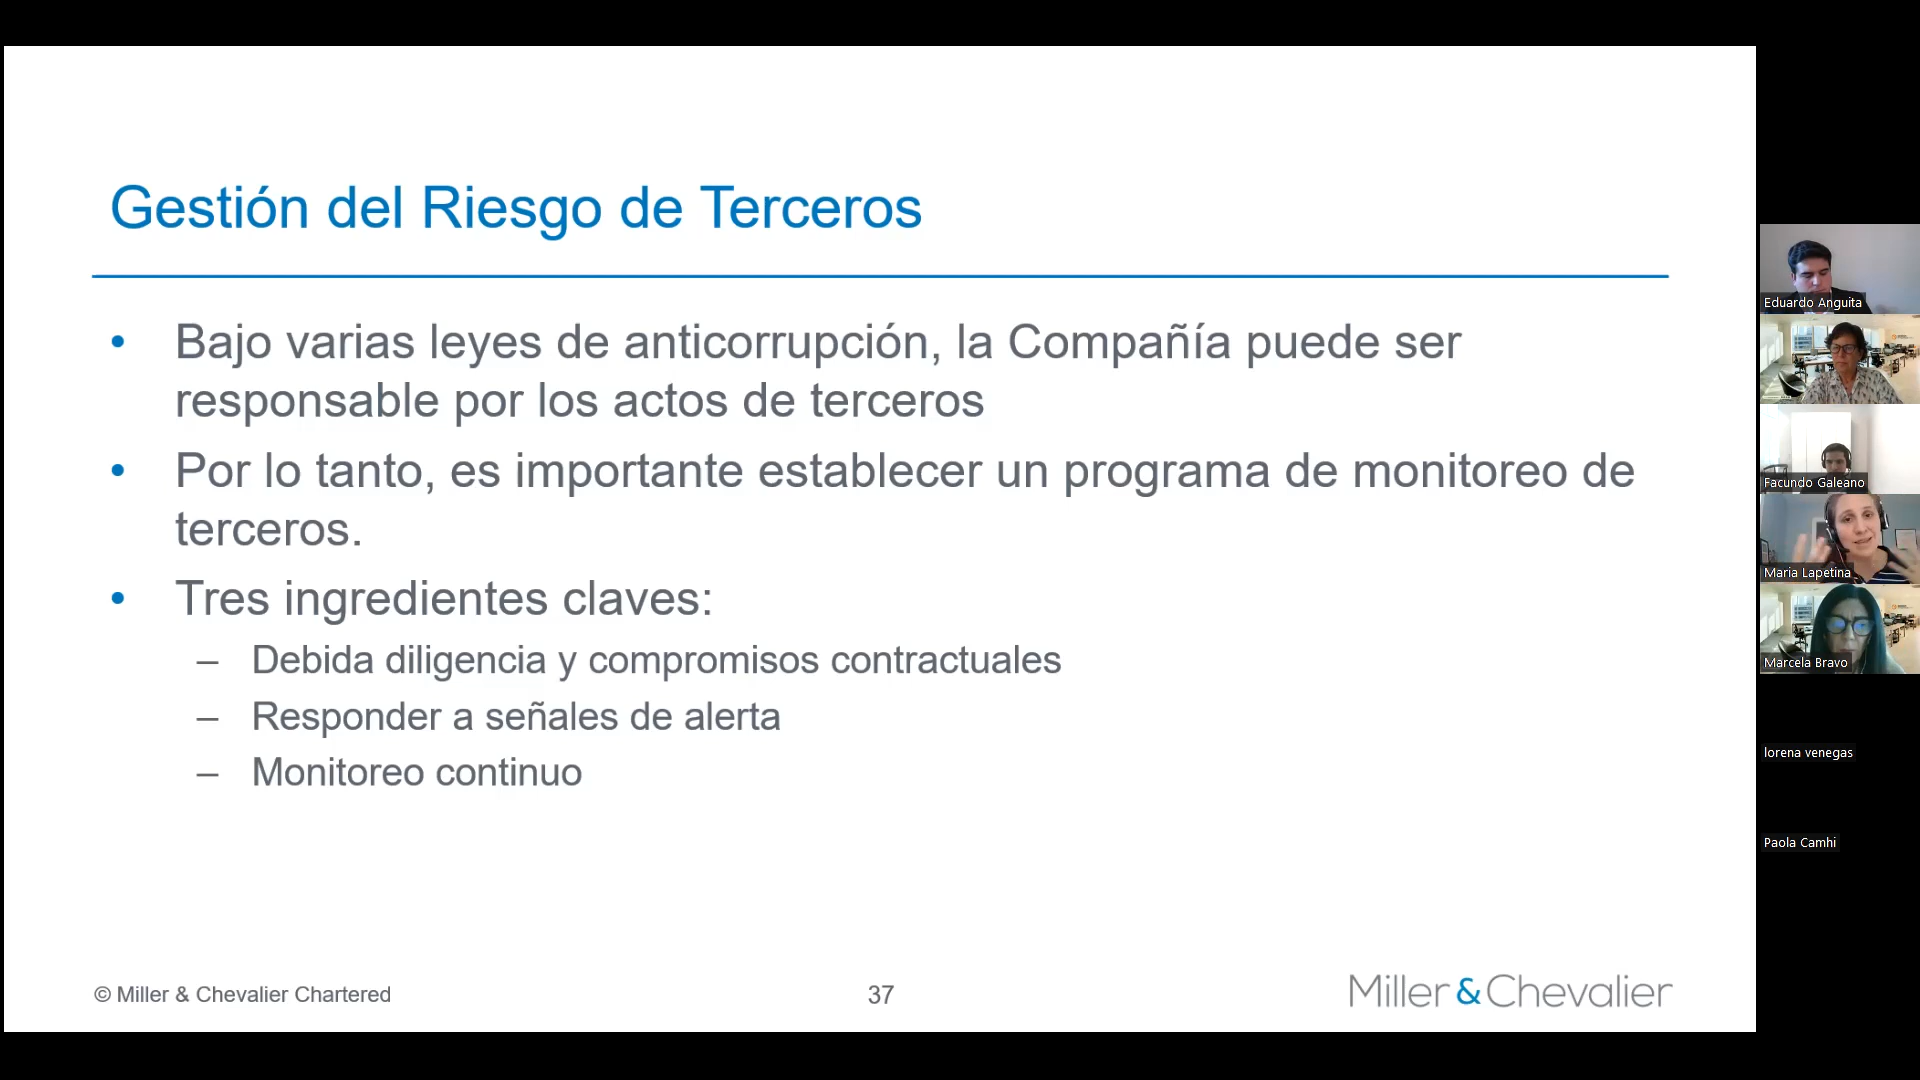 Gestión del Riesgo de Terceros
• Bajo varias leyes de anticorrupción, la Compañía puede ser
responsable por los actos de terceros
• Por lo tanto, es importante establecer un programa de monitoreo de
terceros.
• Tres ingredientes claves:
– Debida diligencia y compromisos contractuales
– Responder a señales de alerta
– Monitoreo continuo
© Miller & Chevalier Chartered
37
Miller & Chevalier
Eduardo Anguita
Facundo Galeano
Maria Lapetina
Marcela Bravo
lorena venegas
Paola Camhi